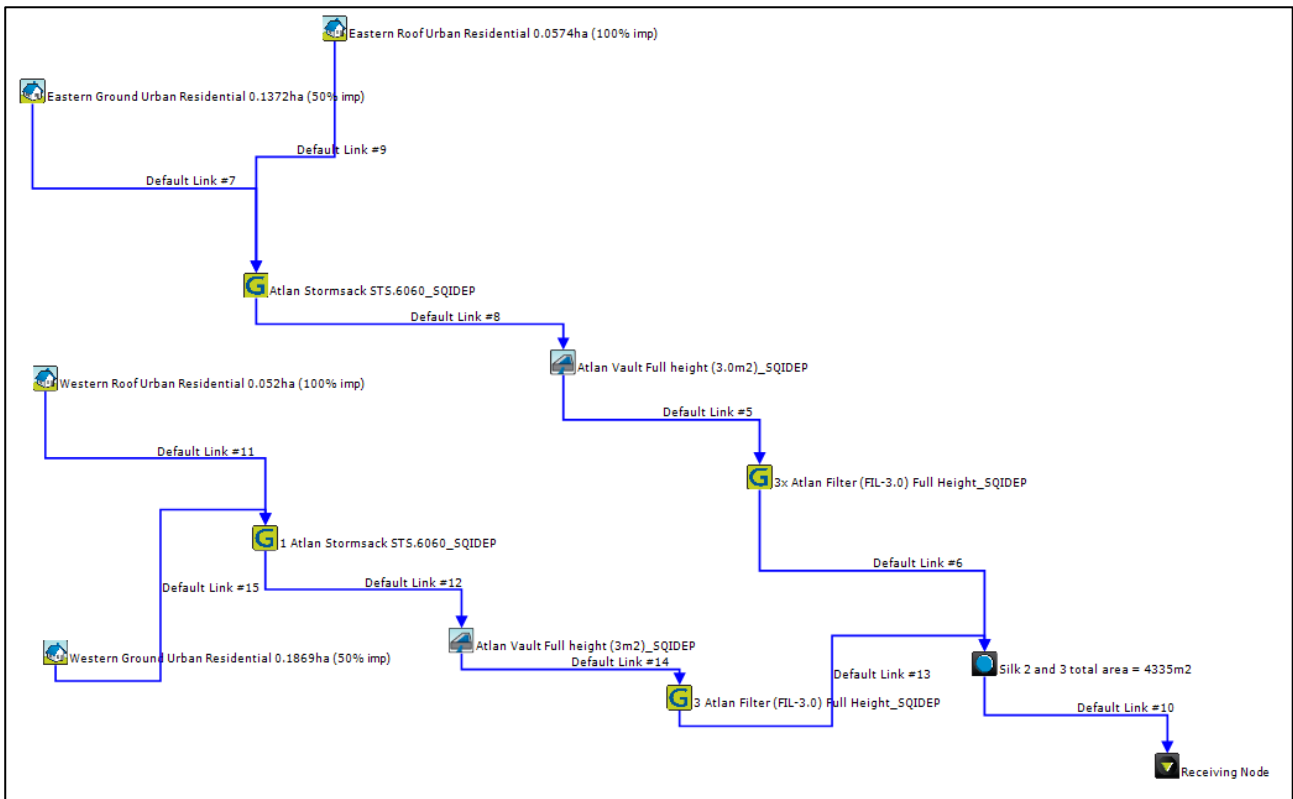 Eastern Roof Urban Residential 0.0574ha (100% imp)
Eastern Ground Urban Residential 0.1372ha (50% imp)
Default Link #9
Default Link #7
G Atlan Stormsack STS.6060_SQIDEP
Default Link #8
Atlan Vault Full height (3.0m2)_SQIDEP
Western Roof Urban Residential 0.052ha (100% imp)
Default Link #5
Default Link #11
G 3x Atlan Filter (FIL-3.0) Full Height_SQIDEP
G 1 Atlan Stormsack STS.6060_SQIDEP
Default Link #6
Default Link #12
Default Link #15
Atlan Vault Full height (3m2)_SQIDEP
Western Ground Urban Residential 0.1869ha (50% imp)
Default Link #14
Silk 2 and 3 total area = 4335m2
Default Link #13
G 3 Atlan Filter (FIL-3.0) Full Height_SQIDEP
Default Link #10
Receiving Node